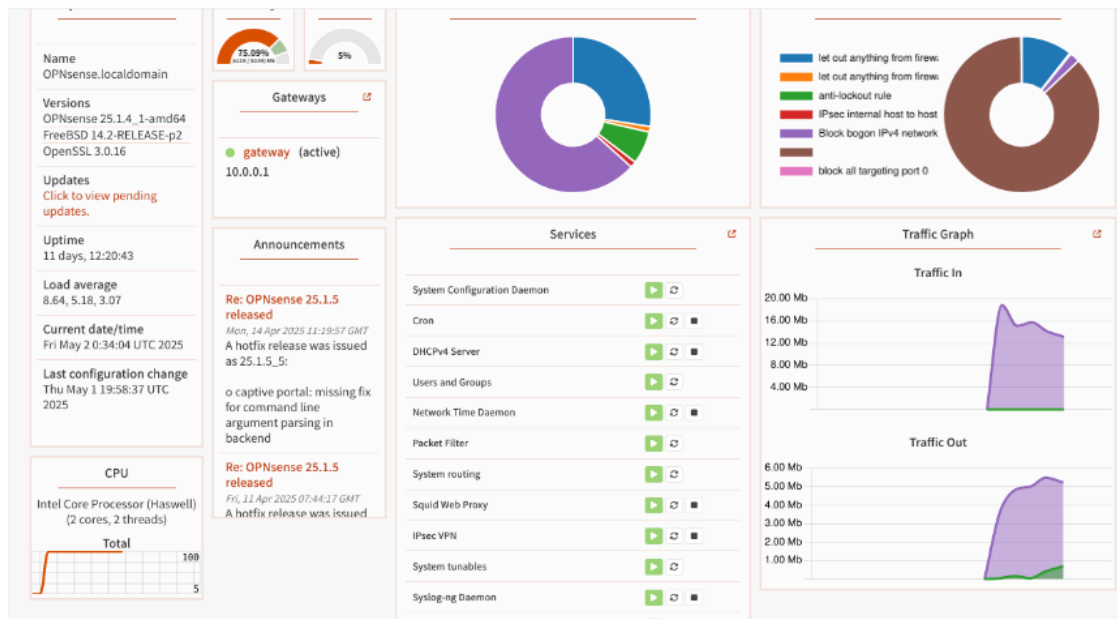 Name
OPNsense.localdomain
Versions
OPNsense 25.1.4_1-amd64
FreeBSD 14.2-RELEASE-p2
OpenSSL 3.0.16
Updates
Click to view pending
updates.
Uptime
11 days, 12:20:43
Load average
8.64, 5.18, 3.07
Current date/time
Fri May 2 0:34:04 UTC 2025
Last configuration change
Thu May 1 19:58:37 UTC
2025
CPU
Intel Core Processor (Haswell)
(2 cores, 2 threads)
Total
100
5
75.09%
5%
Gateways
gateway (active)
10.0.0.1
Announcements
Re: OPNsense 25.1.5
released
Mon, 14 Apr 2025 11:19:57 GMT
A hotfix release was issued
as 25.1.5_5:
o captive portal: missing fix
for command line
argument parsing in
backend
Re: OPNsense 25.1.5
released
Fri, 11 Apr 2025 07:44:17 GMT
A hotfix release was issued
Services
System Configuration Daemon
Cron
DHCPv4 Server
Users and Groups
Network Time Daemon
Packet Filter
System routing
Squid Web Proxy
IPsec VPN
System tunables
Syslog-ng Daemon
let out anything from firew
let out anything from firew
anti-lockout rule
IPsec internal host to host
Block bogon IPv4 network
block all targeting port 0
Traffic Graph
Traffic In
20.00 Mb
16.00 Mb
12.00 Mb
8.00 Mb
4.00 Mb
Traffic Out
6.00 Mb
5.00 Mb
4.00 Mb
3.00 Mb
2.00 Mb
1.00 Mb